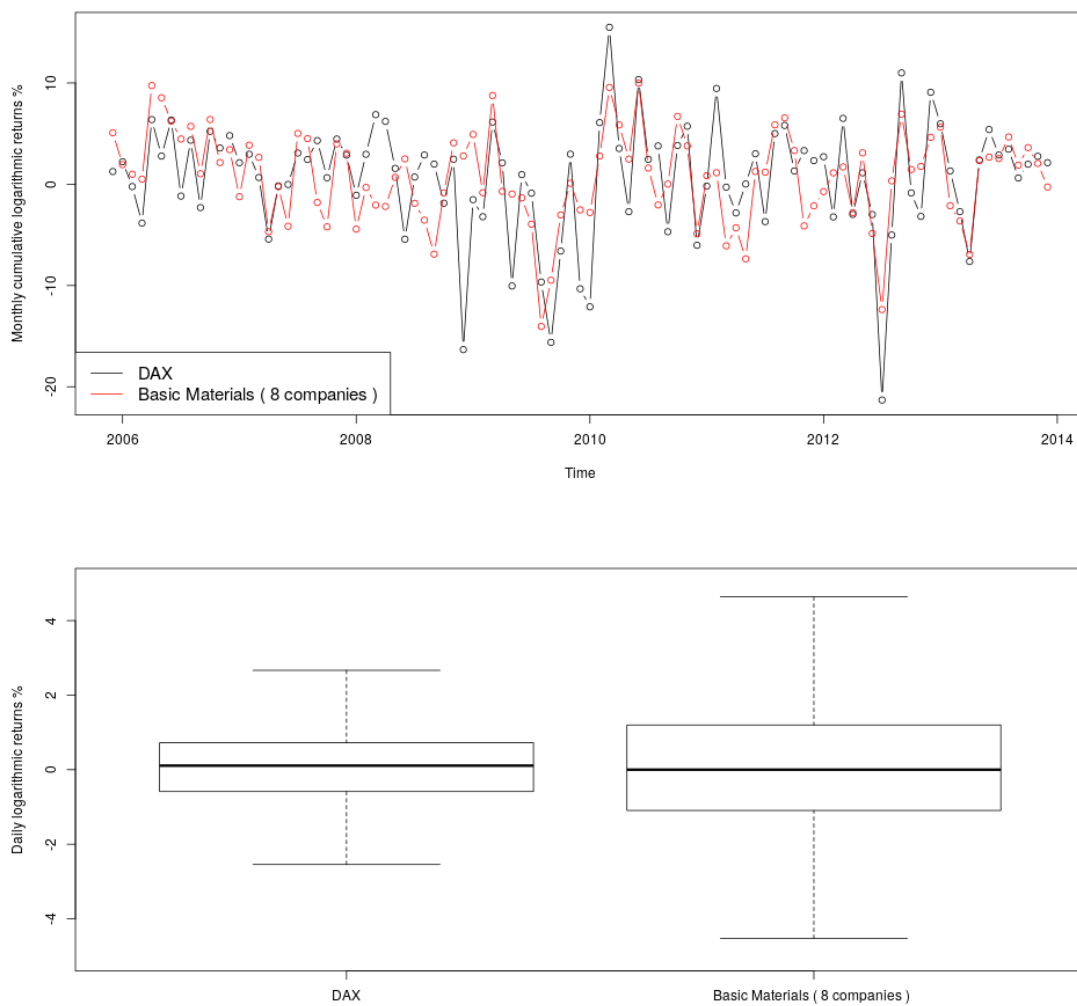 Monthly cumulative logarithmic returns %
10
0
-10
-20
DAX
Basic Materials ( 8 companies )
2006
2008
2010
2012
2014
Time
Daily logarithmic returns %
4
2
0
-2
-4
DAX
Basic Materials ( 8 companies )